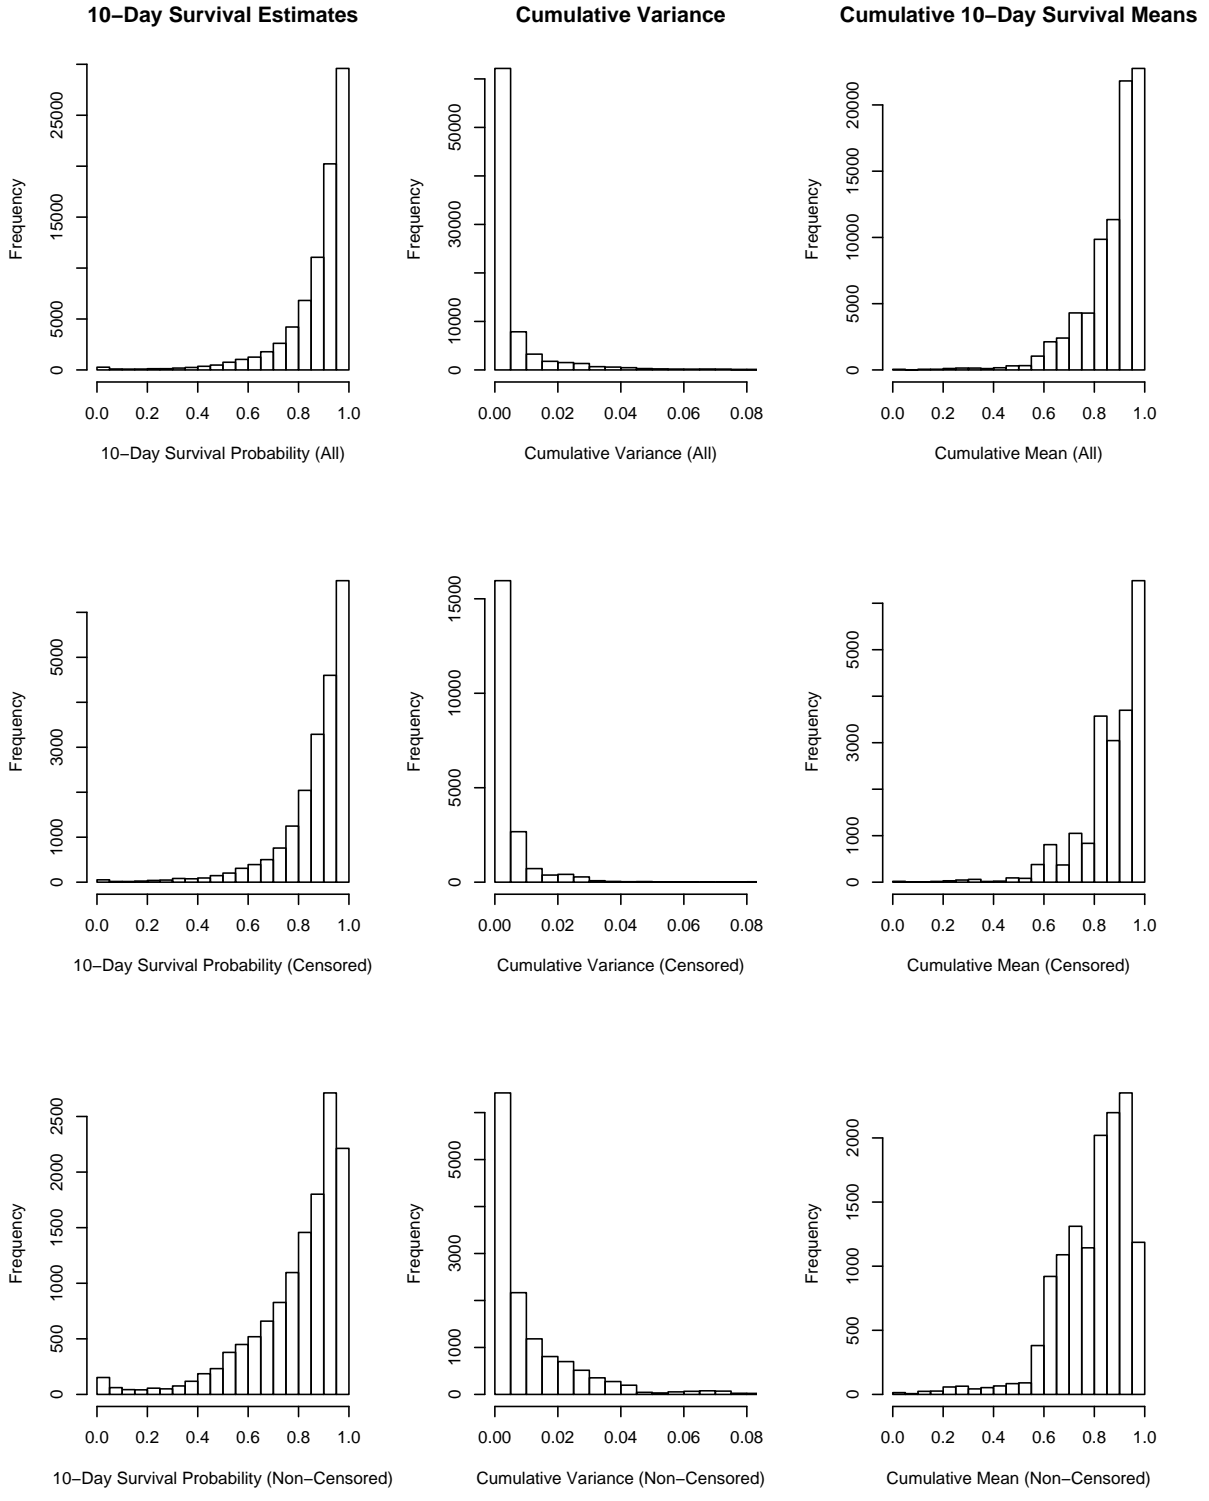 10−Day Survival Estimates
Cumulative Variance
Cumulative 10−Day Survival Means
Frequency
0
5000
15000
25000
0.0 0.2 0.4 0.6 0.8 1.0
10−Day Survival Probability (All)
Frequency
0
10000
30000
50000
0.00 0.02 0.04 0.06 0.08
Cumulative Variance (All)
Frequency
0
5000
10000
15000
20000
0.0 0.2 0.4 0.6 0.8 1.0
Cumulative Mean (All)
Frequency
0
1000
3000
5000
0.0 0.2 0.4 0.6 0.8 1.0
10−Day Survival Probability (Censored)
Frequency
0
5000
10000
15000
0.00 0.02 0.04 0.06 0.08
Cumulative Variance (Censored)
Frequency
0
1000
3000
5000
0.0 0.2 0.4 0.6 0.8 1.0
Cumulative Mean (Censored)
Frequency
0
500
1000
1500
2000
2500
0.0 0.2 0.4 0.6 0.8 1.0
10−Day Survival Probability (Non−Censored)
Frequency
0
1000
3000
5000
0.00 0.02 0.04 0.06 0.08
Cumulative Variance (Non−Censored)
Frequency
0
500
1000
1500
2000
0.0 0.2 0.4 0.6 0.8 1.0
Cumulative Mean (Non−Censored)